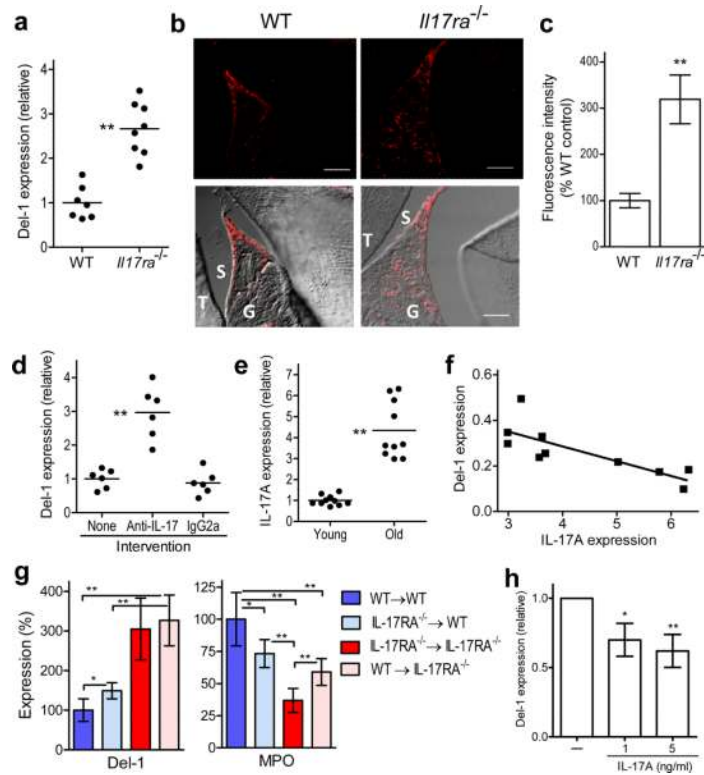 a
Del-1 expression (relative)
4
3
2
1
0
WT
Il17ra-/-
**
b
WT
Il17ra-/-
S
T
G
S
T
G
c
Fluorescence intensity
(% WT control)
400
300
200
100
0
WT
Il17ra-/-
**
d
Del-1 expression (relative)
4
3
2
1
0
**
None
Anti-IL-17
IgG2a
Intervention
e
IL-17A expression (relative)
7
6
5
4
3
2
1
0
**
Young
Old
f
Del-1 expression
0.6
0.4
0.2
0.0
3
4
5
6
IL-17A expression
g
Expression (%)
400
300
200
100
0
**
**
*
Del-1
125
100
75
50
25
0
**
**
*
**
**
MPO
WT→WT
IL-17RA-/-→WT
IL-17RA-/-→IL-17RA-/-
WT→IL-17RA-/-
h
Del-1 expression (relative)
1.0
0.5
0.0
*
**
—
1
5
IL-17A (ng/ml)